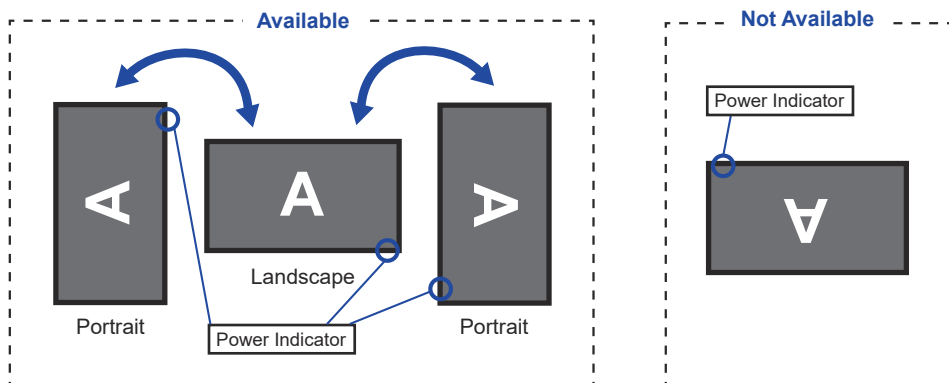 Available
A
A
A
Landscape
Portrait
Portrait
Power Indicator
Not Available
Power Indicator
A